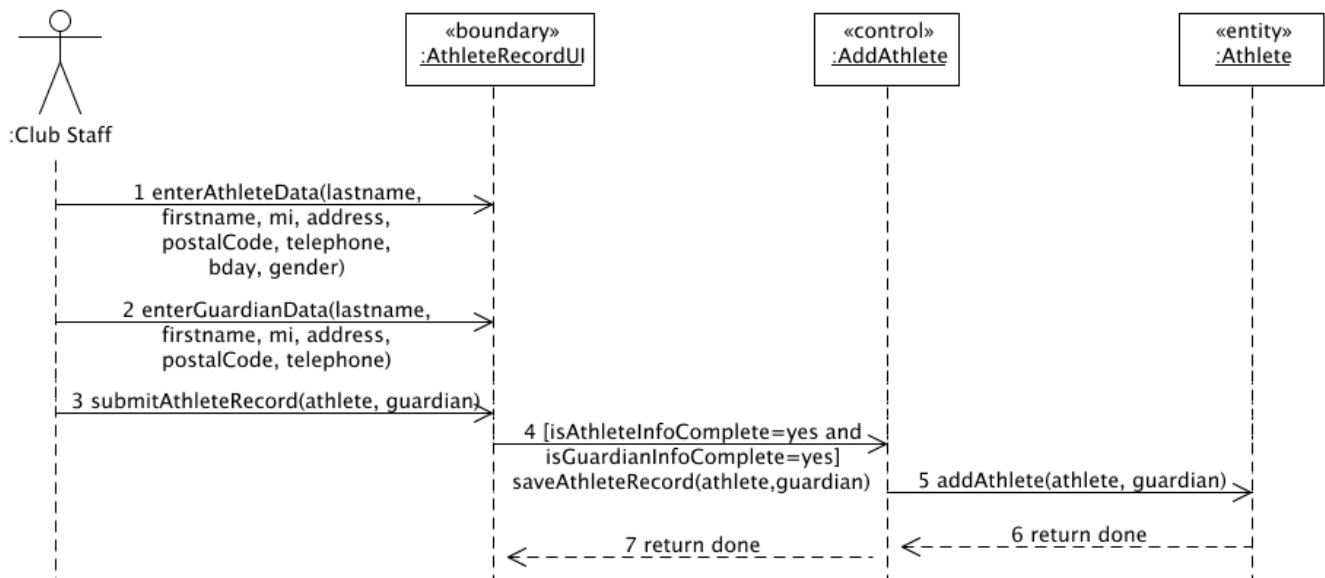 «boundary»
:AthleteRecordUI
«control»
:AddAthlete
«entity»
:Athlete
:Club Staff
1 enterAthleteData(lastname,
firstname, mi, address,
postalCode, telephone,
bday, gender)
2 enterGuardianData(lastname,
firstname, mi, address,
postalCode, telephone)
3 submitAthleteRecord(athlete, guardian)
4 [isAthleteInfoComplete=yes and
isGuardianInfoComplete=yes]
saveAthleteRecord(athlete,guardian)
5 addAthlete(athlete, guardian)
6 return done
7 return done